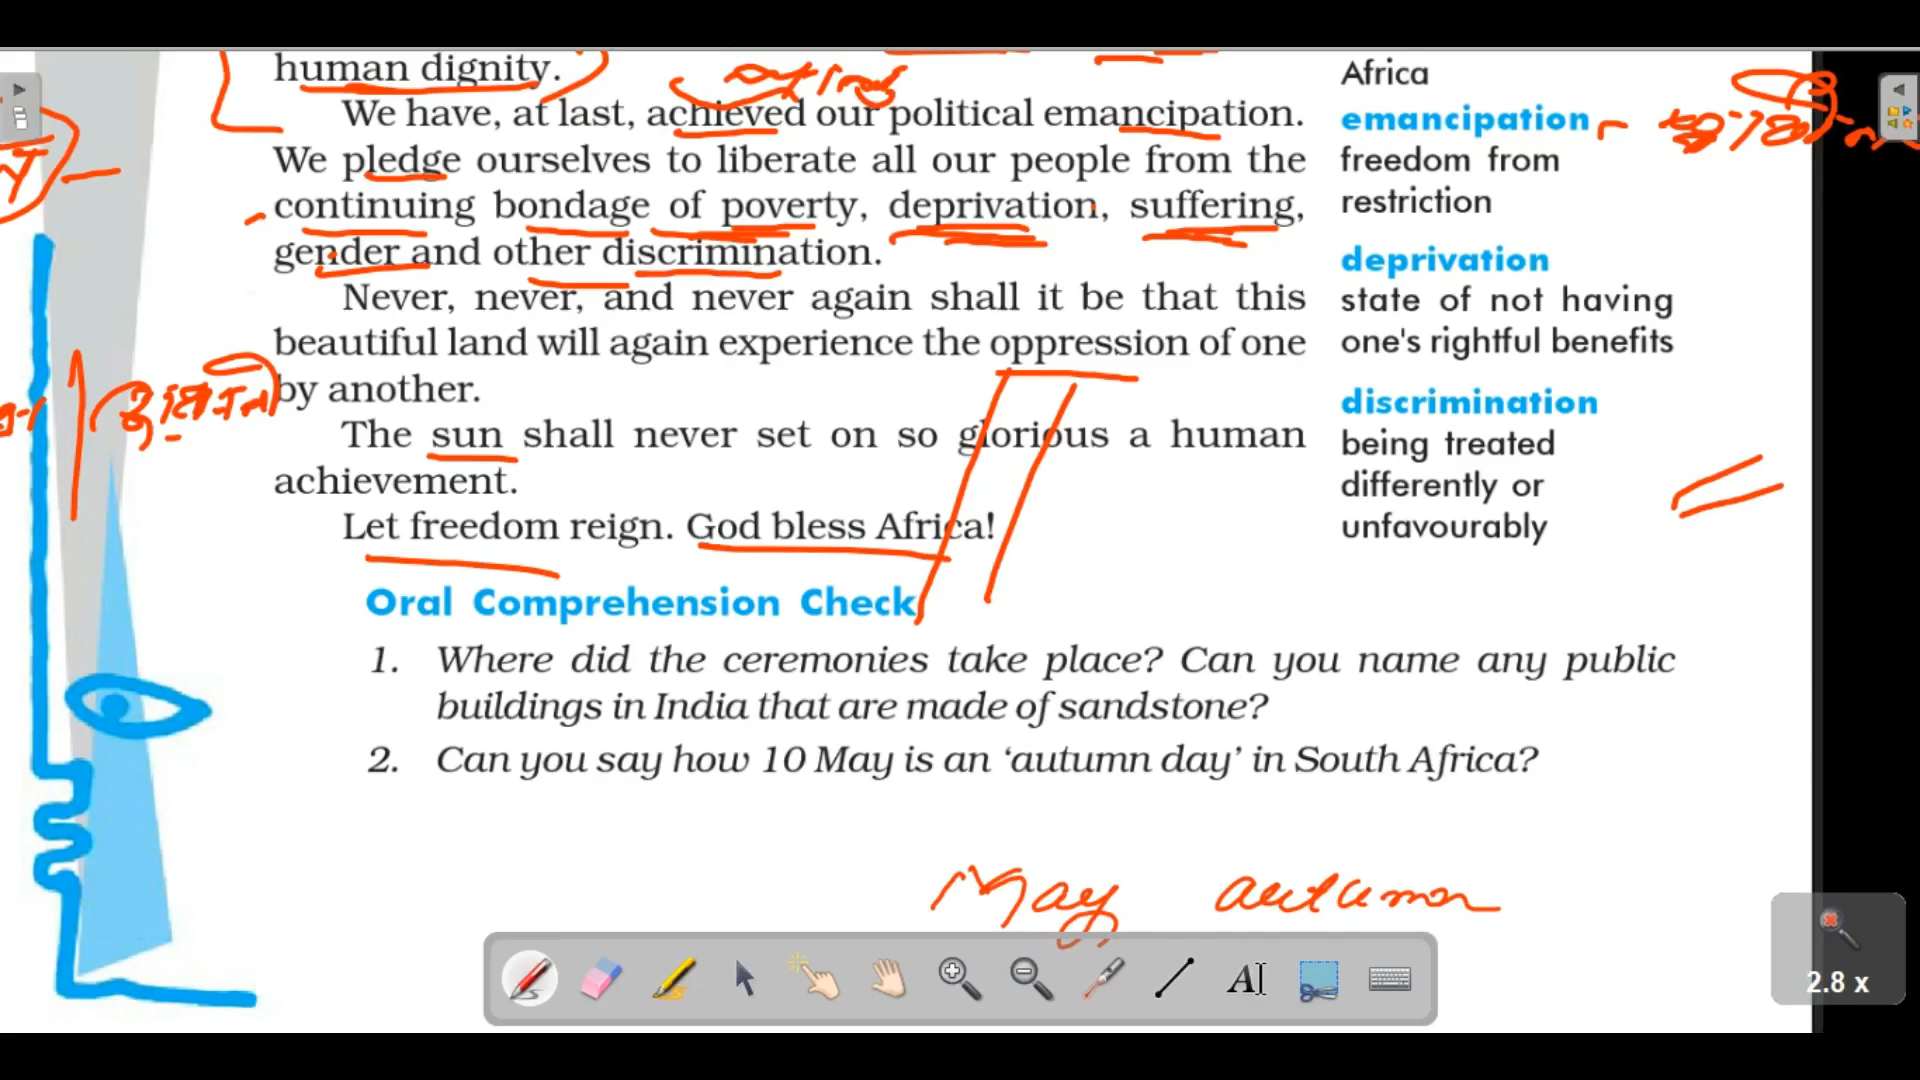 human dignity.
We have, at last, achieved our political emancipation.
We pledge ourselves to liberate all our people from the
continuing bondage of poverty, deprivation, suffering,
gender and other discrimination.
Never, never, and never again shall it be that this
beautiful land will again experience the oppression of one
by another.
The sun shall never set on so glorious a human
achievement.
Let freedom reign. God bless Africa!
Africa
emancipation
freedom from
restriction
deprivation
state of not having
one's rightful benefits
discrimination
being treated
differently or
unfavourably
Oral Comprehension Check
1. Where did the ceremonies take place? Can you name any public
buildings in India that are made of sandstone?
2. Can you say how 10 May is an ‘autumn day’ in South Africa?
May autumn
AI
2.8 x